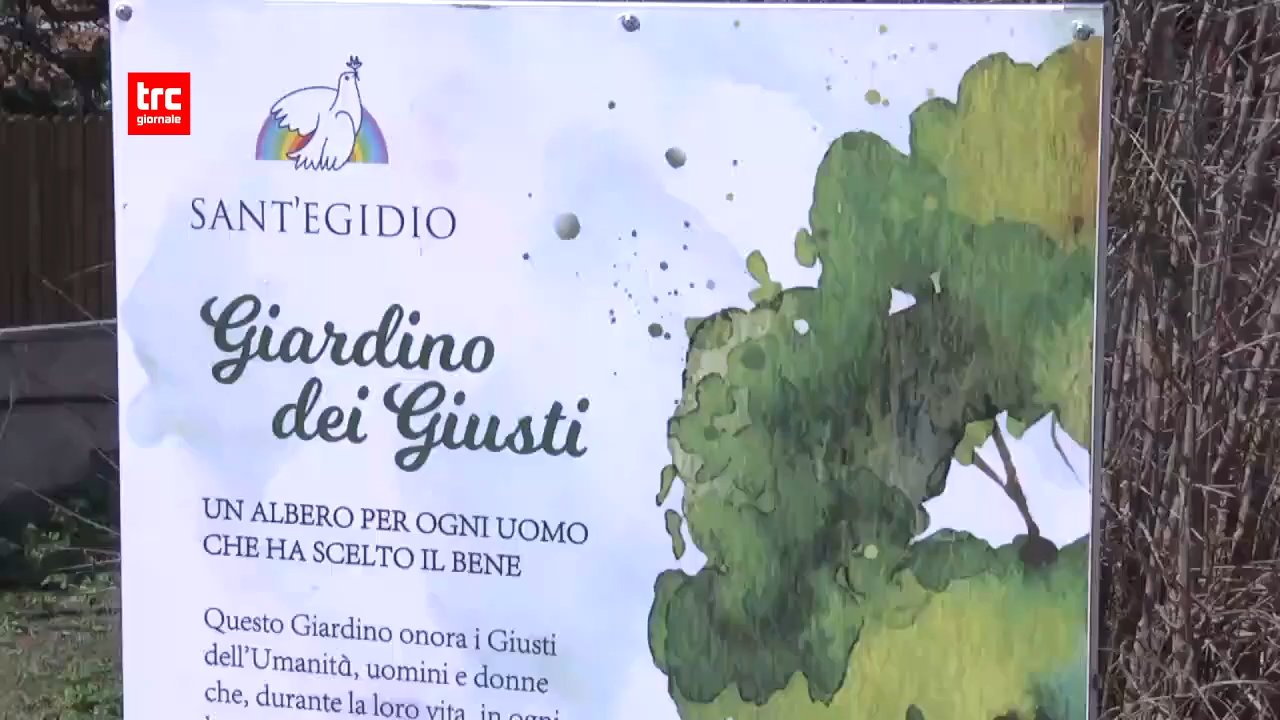 trc
giornale
SANT'EGIDIO
Giardino
dei Giusti
UN ALBERO PER OGNI UOMO
CHE HA SCELTO IL BENE
Questo Giardino onora i Giusti
dell'Umanità, uomini e donne
che, durante la loro vita, in ogni